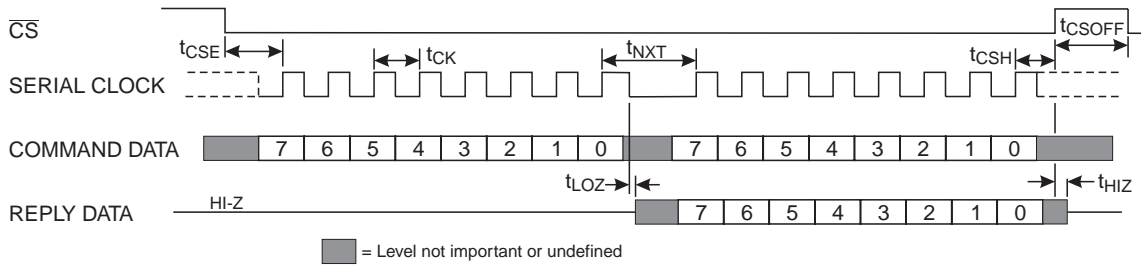 CS
tCSE
tCK
tNXT
tCSH
tCSOFF
SERIAL CLOCK
COMMAND DATA
7 6 5 4 3 2 1 0
7 6 5 4 3 2 1 0
tLOZ
tHIZ
REPLY DATA
HI-Z
7 6 5 4 3 2 1 0
= Level not important or undefined